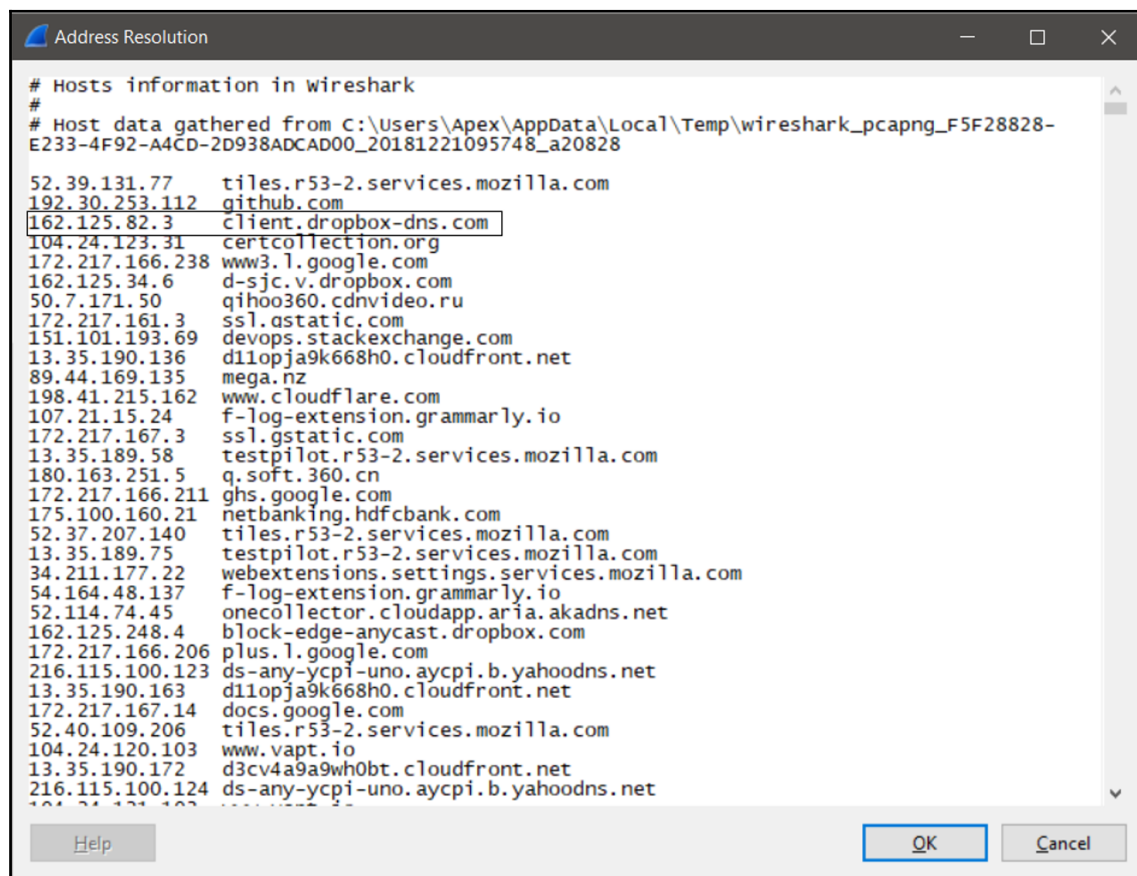 Address Resolution
# Hosts information in Wireshark
#
# Host data gathered from C:\Users\Apex\AppData\Local\Temp\wireshark_pcapng_F5F28828-
E233-4F92-A4CD-2D938ADCAD00_20181221095748_a20828
52.39.131.77 tiles.r53-2.services.mozilla.com
192.30.253.112 github.com
162.125.82.3 client.dropbox-dns.com
104.24.123.31 certcollection.org
172.217.166.238 www3.l.google.com
162.125.34.6 d-sjc.v.dropbox.com
50.7.171.50 qihoo360.cdnvideo.ru
172.217.161.3 ssl.gstatic.com
151.101.193.69 devops.stackexchange.com
13.35.190.136 d11opja9k668h0.cloudfront.net
89.44.169.135 mega.nz
198.41.215.162 www.cloudflare.com
107.21.15.24 f-log-extension.grammarly.io
172.217.167.3 ssl.gstatic.com
13.35.189.58 testpilot.r53-2.services.mozilla.com
180.163.251.5 q.soft.360.cn
172.217.166.211 ghs.google.com
175.100.160.21 netbanking.hdfcbank.com
52.37.207.140 tiles.r53-2.services.mozilla.com
13.35.189.75 testpilot.r53-2.services.mozilla.com
34.211.177.22 webextensions.settings.services.mozilla.com
54.164.48.137 f-log-extension.grammarly.io
52.114.74.45 onecollector.cloudapp.aria.akadns.net
162.125.248.4 block-edge-anycast.dropbox.com
172.217.166.206 plus.l.google.com
216.115.100.123 ds-any-ycpi-uno.aycpi.b.yahoodns.net
13.35.190.163 d11opja9k668h0.cloudfront.net
172.217.167.14 docs.google.com
52.40.109.206 tiles.r53-2.services.mozilla.com
104.24.120.103 www.vapt.io
13.35.190.172 d3cv4a9a9wh0bt.cloudfront.net
216.115.100.124 ds-any-ycpi-uno.aycpi.b.yahoodns.net
Help
OK
Cancel